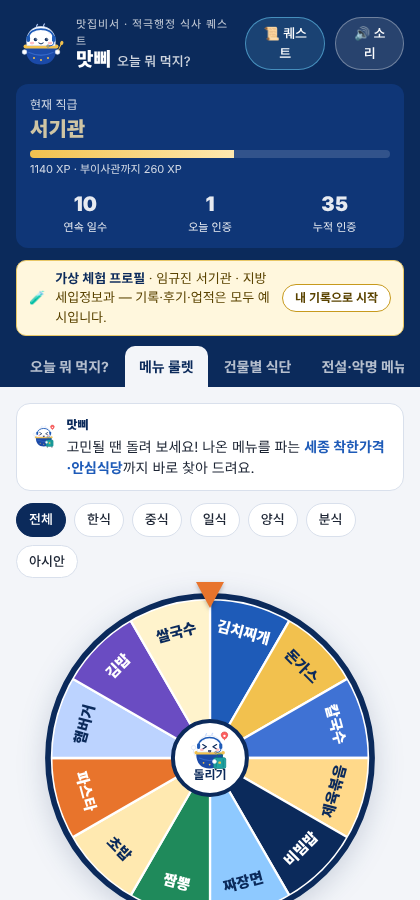 맛집비서 · 적극행정 식사 퀘스
트
맛삐 오늘 뭐 먹지?
📜 퀘스
트
🔊 소
리
현재 직급
서기관
1140 XP · 부이사관까지 260 XP
10
연속 일수
1
오늘 인증
35
누적 인증
🧪 가상 체험 프로필 · 임규진 서기관 · 지방
세입정보과 — 기록·후기·업적은 모두 예
시입니다.
내 기록으로 시작
오늘 뭐 먹지?
메뉴 룰렛
건물별 식단
전설·악명 메뉴
맛삐
고민될 땐 돌려 보세요! 나온 메뉴를 파는 세종 착한가격
·안심식당까지 바로 찾아 드려요.
전체
한식
중식
일식
양식
분식
아시안
김치찌개
돈가스
칼국수
제육볶음
비빔밥
짜장면
짬뽕
초밥
파스타
햄버거
김밥
쌀국수
돌리기